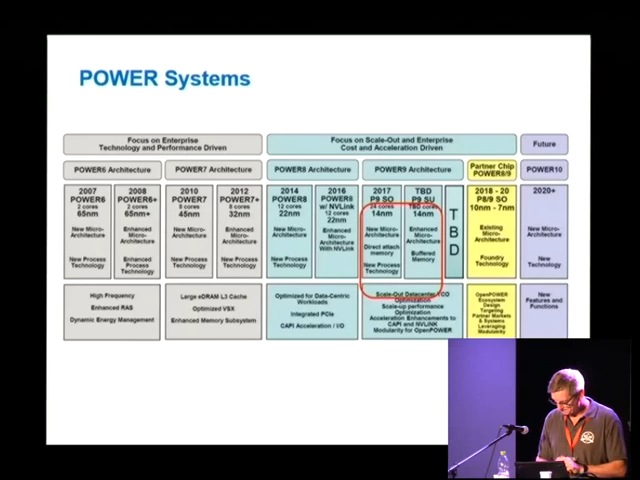 POWER Systems
Focus on Enterprise
Technology and Performance Driven
Focus on Scale-Out and Enterprise
Cost and Acceleration Driven
Future
POWER6 Architecture
POWER7 Architecture
POWER8 Architecture
POWER9 Architecture
Partner Chip
POWER8/9
POWER10
2007
POWER6
2 cores
65nm
New Micro-
Architecture
New Process
Technology
2008
POWER6+
2 cores
65nm+
Enhanced
Micro-
Architecture
Enhanced
Process
Technology
2010
POWER7
8 cores
45nm
New Micro-
Architecture
New Process
Technology
2012
POWER7+
8 cores
32nm
Enhanced
Micro-
Architecture
New Process
Technology
2014
POWER8
12 cores
22nm
New Micro-
Architecture
New Process
Technology
2016
POWER8
w/ NVLink
12 cores
22nm
Enhanced
Micro-
Architecture
With NVLink
2017
P9 SO
24 cores
14nm
New Micro-
Architecture
Direct attach
memory
New Process
Technology
TBD
P9 SU
TBD cores
14nm
Enhanced
Micro-
Architecture
Buffered
Memory
T
B
D
2018 - 20
P8/9 SO
10nm - 7nm
Existing
Micro-
Architecture
Foundry
Technology
2020+
New Micro-
Architecture
New
Technology
High Frequency
Enhanced RAS
Dynamic Energy Management
Large eDRAM L3 Cache
Optimized VSX
Enhanced Memory Subsystem
Optimized for Data-Centric
Workloads
Integrated PCIe
CAPI Acceleration / I/O
Scale-Out Datacenter TCO
Optimization
Scale-up performance
Optimization
Acceleration Enhancements to
CAPI and NVLINK
Modularity for OpenPOWER
OpenPOWER
Ecosystem
Design
Targeting
Partner Markets
& Systems
Leveraging
Modularity
New
Features and
Functions